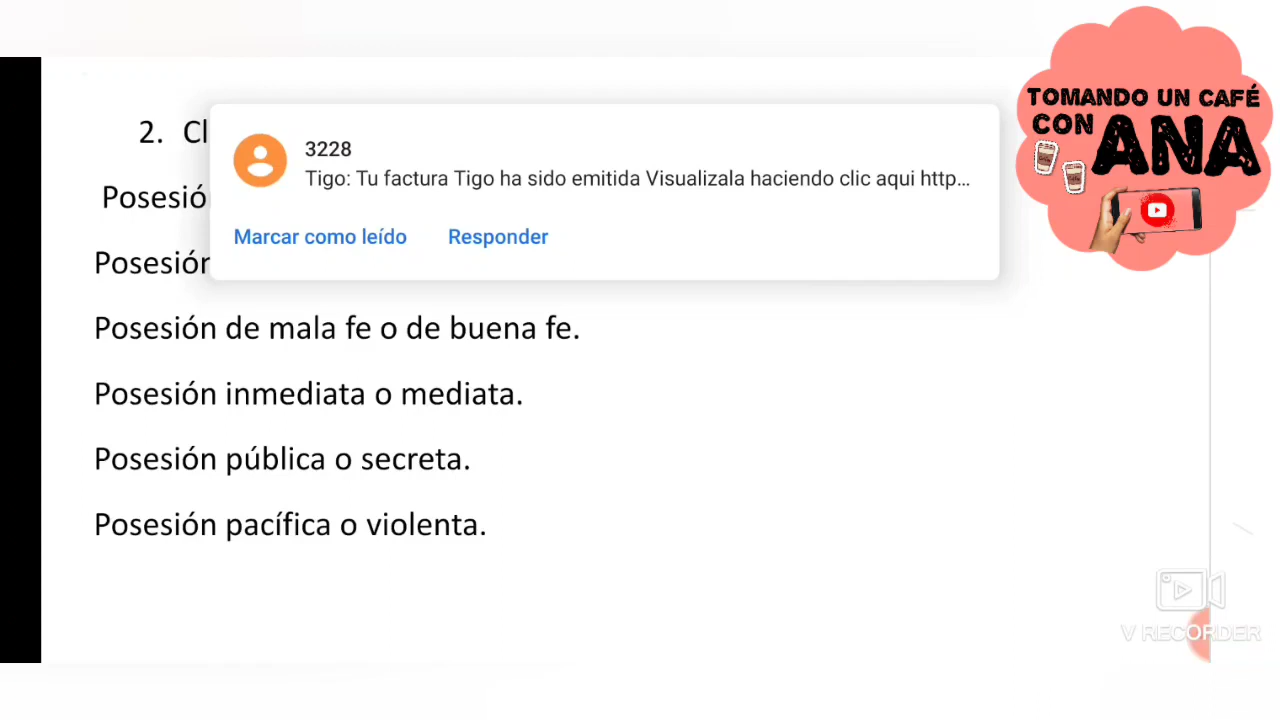 2. Cl
Posesió
Posesión
3228
Tigo: Tu factura Tigo ha sido emitida Visualizala haciendo clic aqui http...
Marcar como leído Responder
Posesión de mala fe o de buena fe.
Posesión inmediata o mediata.
Posesión pública o secreta.
Posesión pacífica o violenta.
TOMANDO UN CAFÉ
CON ANA
V RECORDER